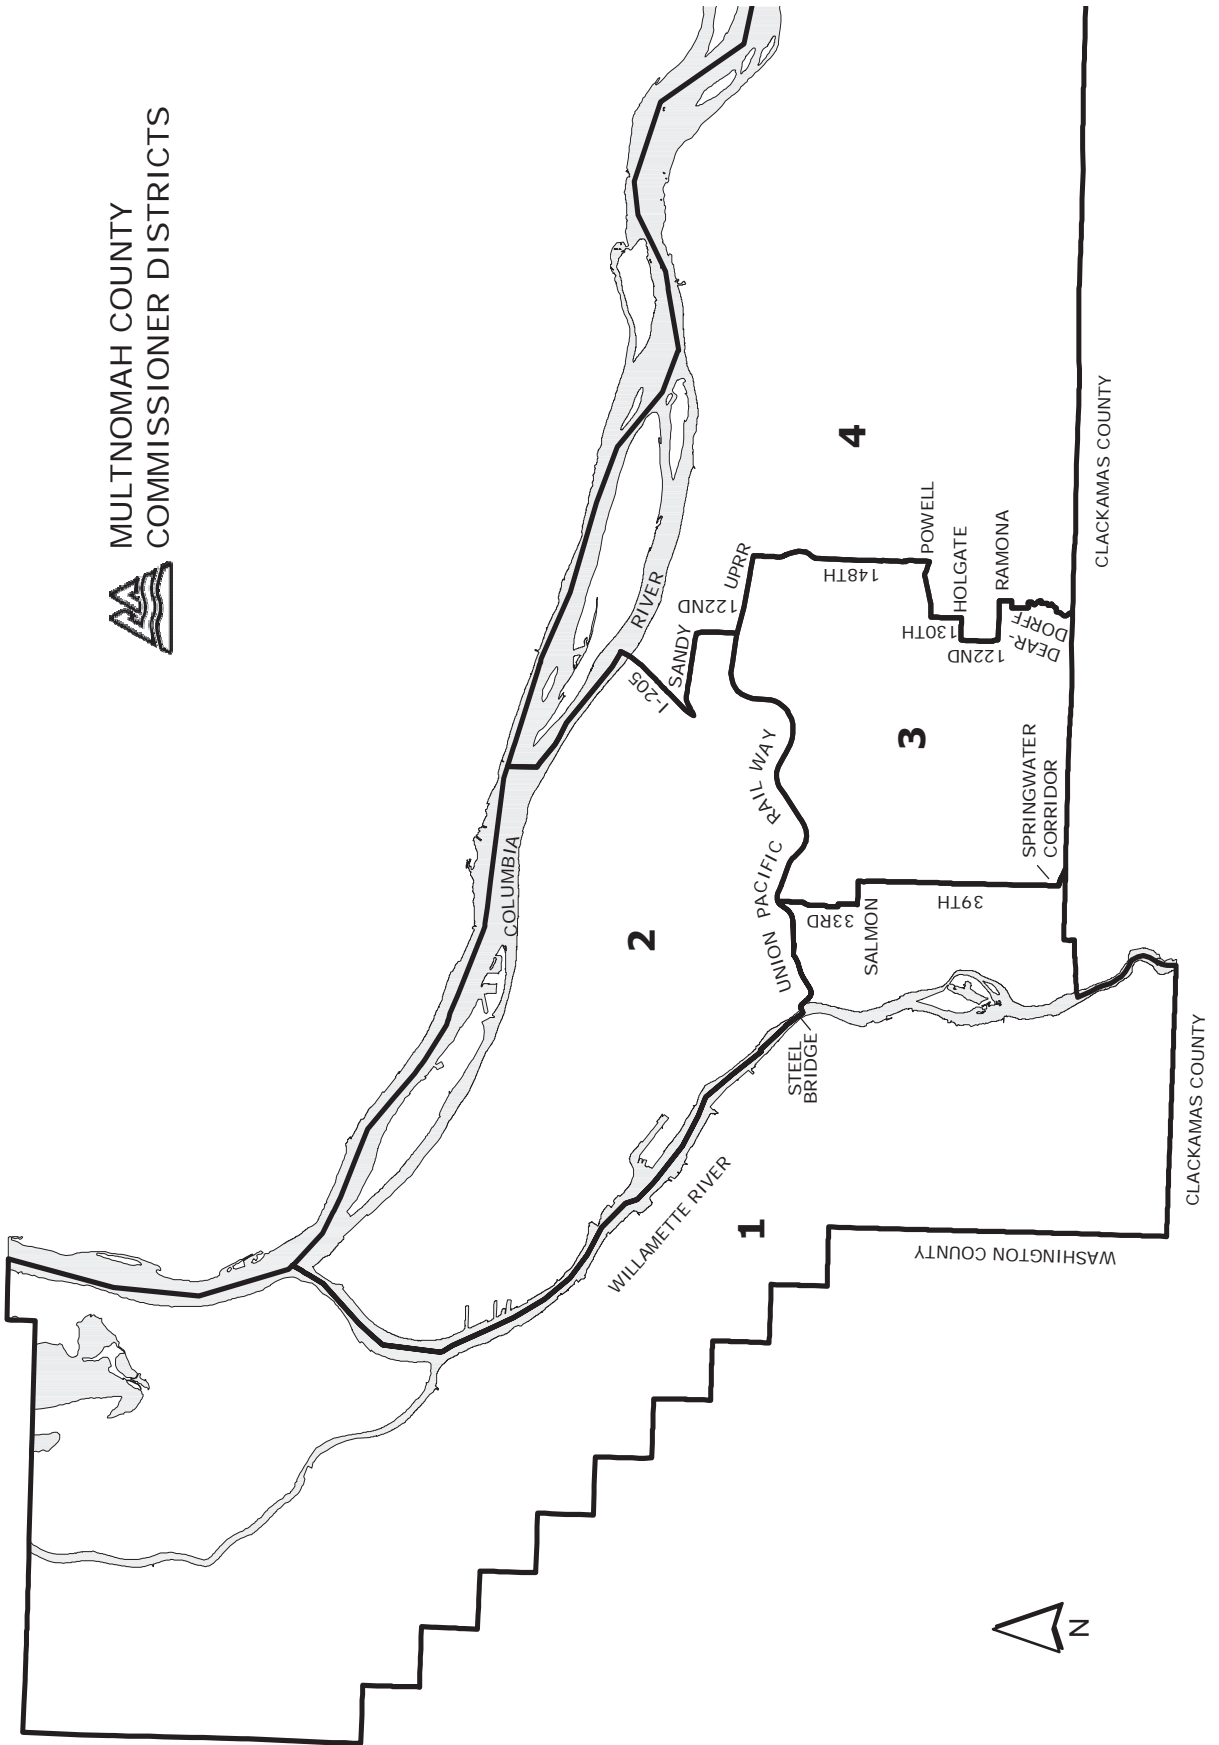 MULTNOMAH COUNTY
COMMISSIONER DISTRICTS
COLUMBIA
RIVER
I-205
SANDY
122ND
UPRR
148TH
POWELL
130TH
HOLGATE
122ND
RAMONA
DEAR-
DORFF
4
CLACKAMAS COUNTY
3
2
UNION PACIFIC RAIL WAY
33RD
SALMON
39TH
SPRINGWATER
CORRIDOR
STEEL
BRIDGE
WILLAMETTE RIVER
1
WASHINGTON COUNTY
CLACKAMAS COUNTY
N